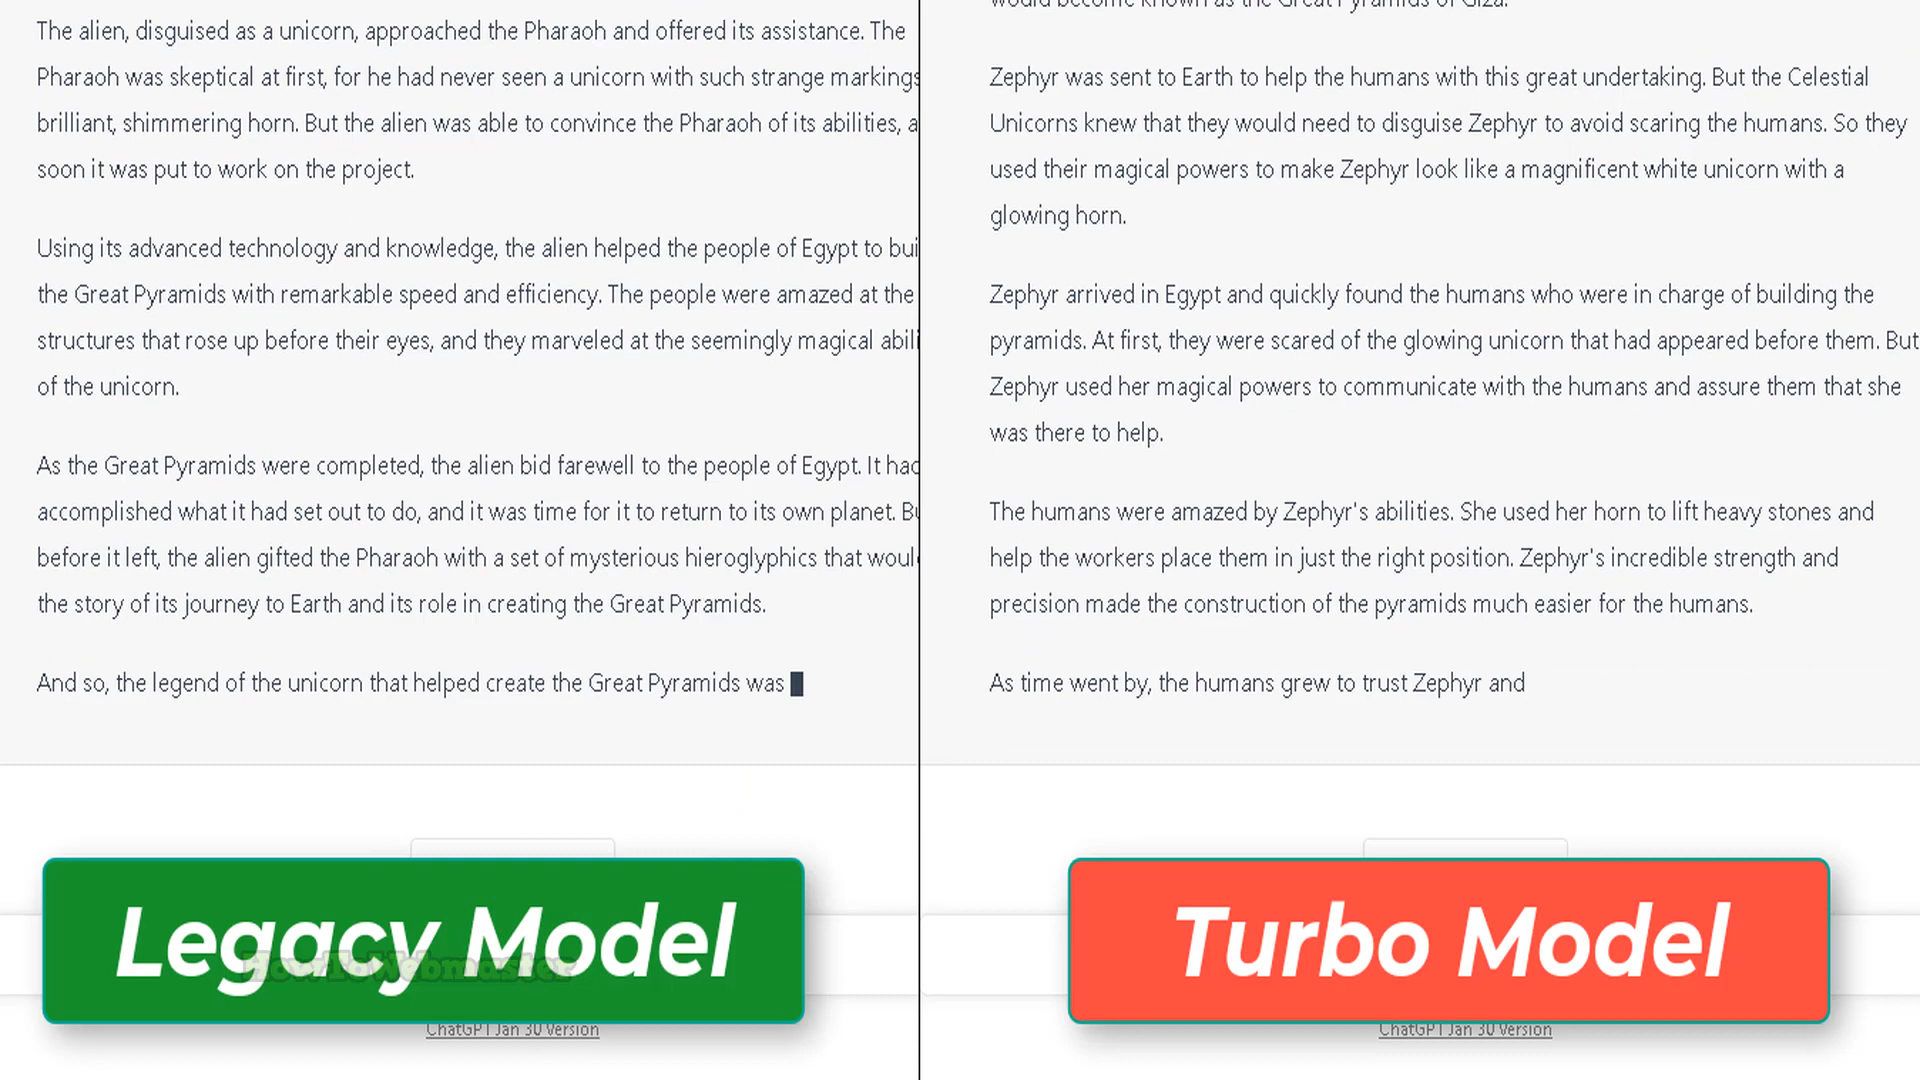 The alien, disguised as a unicorn, approached the Pharaoh and offered its assistance. The
Pharaoh was skeptical at first, for he had never seen a unicorn with such strange markings
brilliant, shimmering horn. But the alien was able to convince the Pharaoh of its abilities, a
soon it was put to work on the project.
Using its advanced technology and knowledge, the alien helped the people of Egypt to bui
the Great Pyramids with remarkable speed and efficiency. The people were amazed at the
structures that rose up before their eyes, and they marveled at the seemingly magical abili
of the unicorn.
As the Great Pyramids were completed, the alien bid farewell to the people of Egypt. It had
accomplished what it had set out to do, and it was time for it to return to its own planet. Bu
before it left, the alien gifted the Pharaoh with a set of mysterious hieroglyphics that woul
the story of its journey to Earth and its role in creating the Great Pyramids.
And so, the legend of the unicorn that helped create the Great Pyramids was
Legacy Model
HowToWebmaster
ChatGPT Jan 30 Version
would become known as the Great Pyramids of Giza.
Zephyr was sent to Earth to help the humans with this great undertaking. But the Celestial
Unicorns knew that they would need to disguise Zephyr to avoid scaring the humans. So they
used their magical powers to make Zephyr look like a magnificent white unicorn with a
glowing horn.
Zephyr arrived in Egypt and quickly found the humans who were in charge of building the
pyramids. At first, they were scared of the glowing unicorn that had appeared before them. But
Zephyr used her magical powers to communicate with the humans and assure them that she
was there to help.
The humans were amazed by Zephyr's abilities. She used her horn to lift heavy stones and
help the workers place them in just the right position. Zephyr's incredible strength and
precision made the construction of the pyramids much easier for the humans.
As time went by, the humans grew to trust Zephyr and
Turbo Model
ChatGPT Jan 30 Version